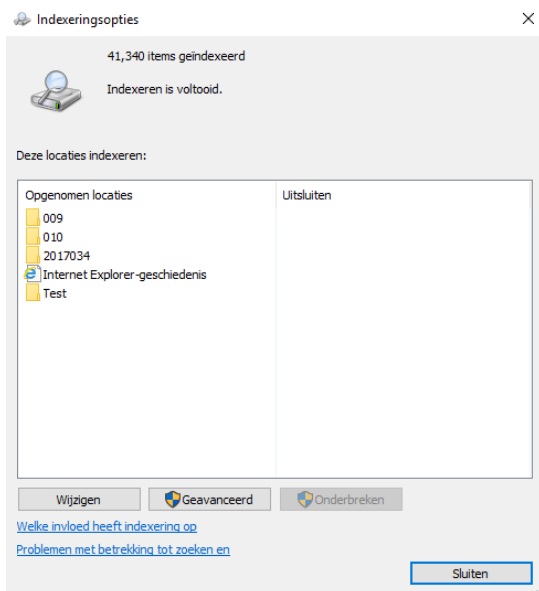 Indexeringsopties
41,340 items geïndexeerd
Indexeren is voltooid.
Deze locaties indexeren:
Opgenomen locaties
Uitsluiten
009
010
2017034
Internet Explorer-geschiedenis
Test
Wijzigen
Geavanceerd
Onderbreken
Welke invloed heeft indexering op
Problemen met betrekking tot zoeken en
Sluiten